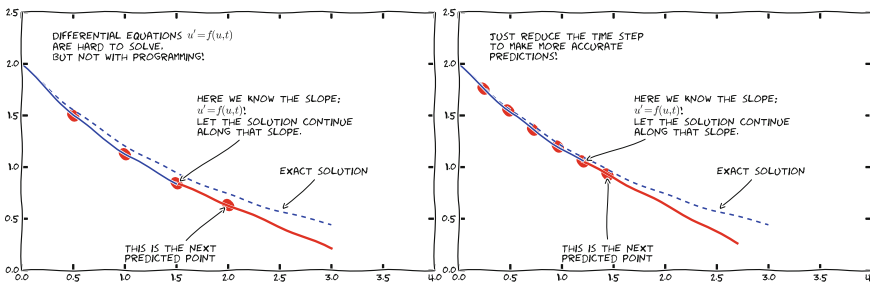 DIFFERENTIAL EQUATIONS u'=f(u,t)
ARE HARD TO SOLVE.
BUT NOT WITH PROGRAMMING!
HERE WE KNOW THE SLOPE;
u'=f(u,t)!
LET THE SOLUTION CONTINUE
ALONG THAT SLOPE.
EXACT SOLUTION
THIS IS THE NEXT
PREDICTED POINT
2.5
2.0
1.5
1.0
0.5
0.0
0.0 0.5 1.0 1.5 2.0 2.5 3.0 3.5 4.0
JUST REDUCE THE TIME STEP
TO MAKE MORE ACCURATE
PREDICTIONS!
HERE WE KNOW THE SLOPE;
u'=f(u,t)!
LET THE SOLUTION CONTINUE
ALONG THAT SLOPE.
EXACT SOLUTION
THIS IS THE NEXT
PREDICTED POINT
2.5
2.0
1.5
1.0
0.5
0.0
0.0 0.5 1.0 1.5 2.0 2.5 3.0 3.5 4.0